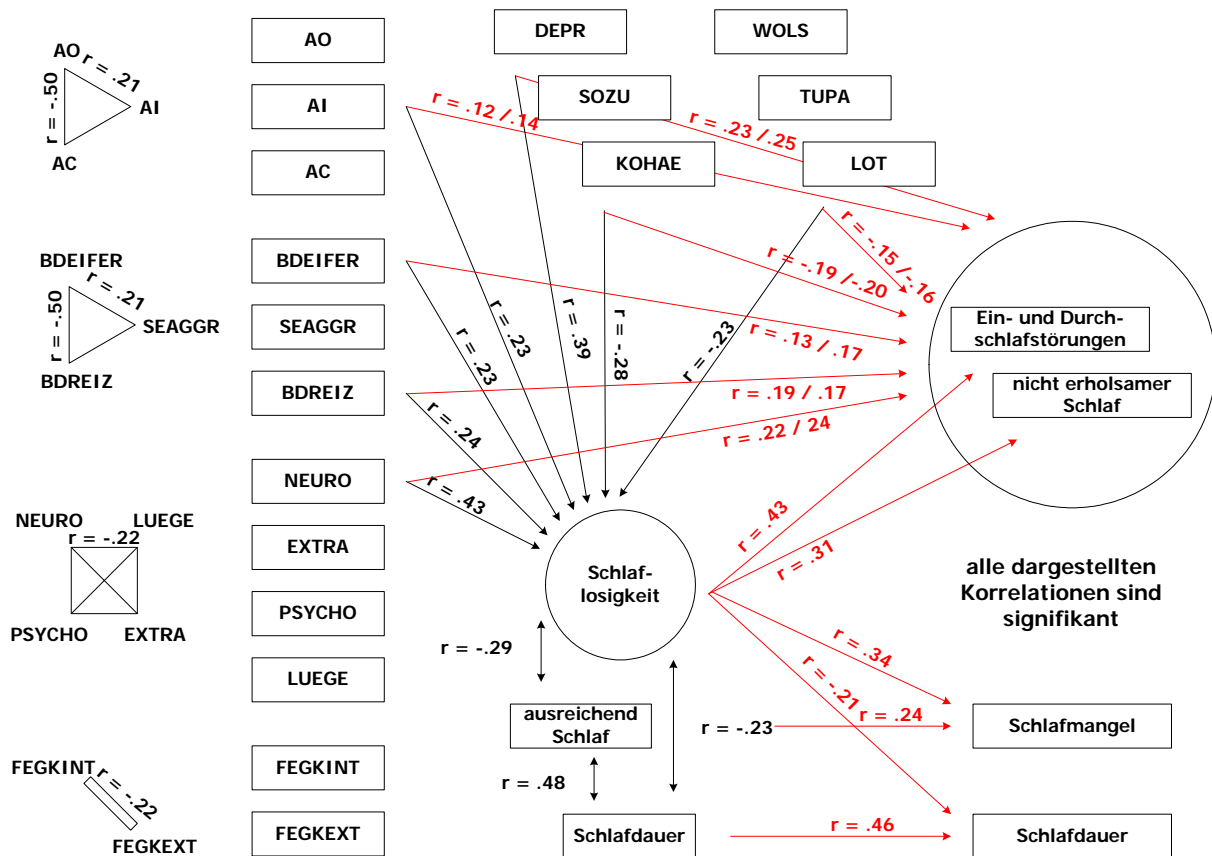 AO
r = .21
r = -.50
AI
AC
BDEIFER
r = .21
r = -.50
SEAGGR
BDREIZ
NEURO
LUEGE
r = -.22
PSYCHO
EXTRA
FEGKINT
r = -.22
FEGKEXT
AO
AI
AC
BDEIFER
SEAGGR
BDREIZ
NEURO
EXTRA
PSYCHO
LUEGE
FEGKINT
FEGKEXT
DEPR
WOLS
SOZU
TUPA
KOHAE
LOT
r = .12 /.14
r = .23 /.25
r = -.15 /-.16
r = -.19 /-.20
r = .13 / .17
r = .19 / .17
r = .22 / 24
r = .23
r = .23
r = .39
r = -.28
r = -.23
r = .24
r = .43
Ein- und Durch-
schlafstörungen
nicht erholsamer
Schlaf
Schlaf-
losigkeit
r = .43
r = .31
alle dargestellten
Korrelationen sind
signifikant
r = .34
r = -.21
r = .24
r = -.29
ausreichend
Schlaf
r = -.23
Schlafmangel
r = .48
Schlafdauer
r = .46
Schlafdauer